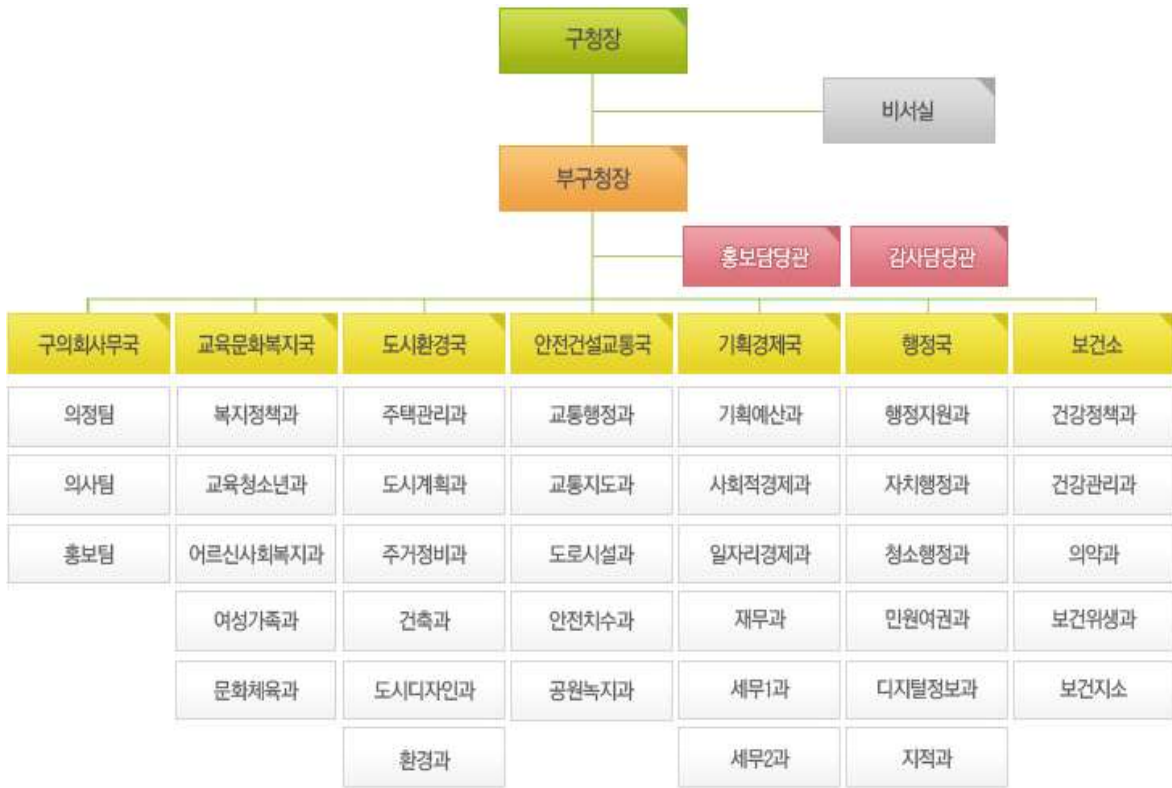 구청장
비서실
부구청장
홍보담당관 감사담당관
구의회사무국 교육문화복지국 도시환경국 안전건설교통국 기획경제국 행정국 보건소
의정팀 복지정책과 주택관리과 교통행정과 기획예산과 행정지원과 건강정책과
의사팀 교육청소년과 도시계획과 교통지도과 사회적경제과 자치행정과 건강관리과
홍보팀 어르신사회복지과 주거정비과 도로시설과 일자리경제과 청소행정과 의약과
여성가족과 건축과 안전치수과 재무과 민원여권과 보건위생과
문화체육과 도시디자인과 공원녹지과 세무1과 디지털정보과 보건지소
환경과 세무2과 지적과